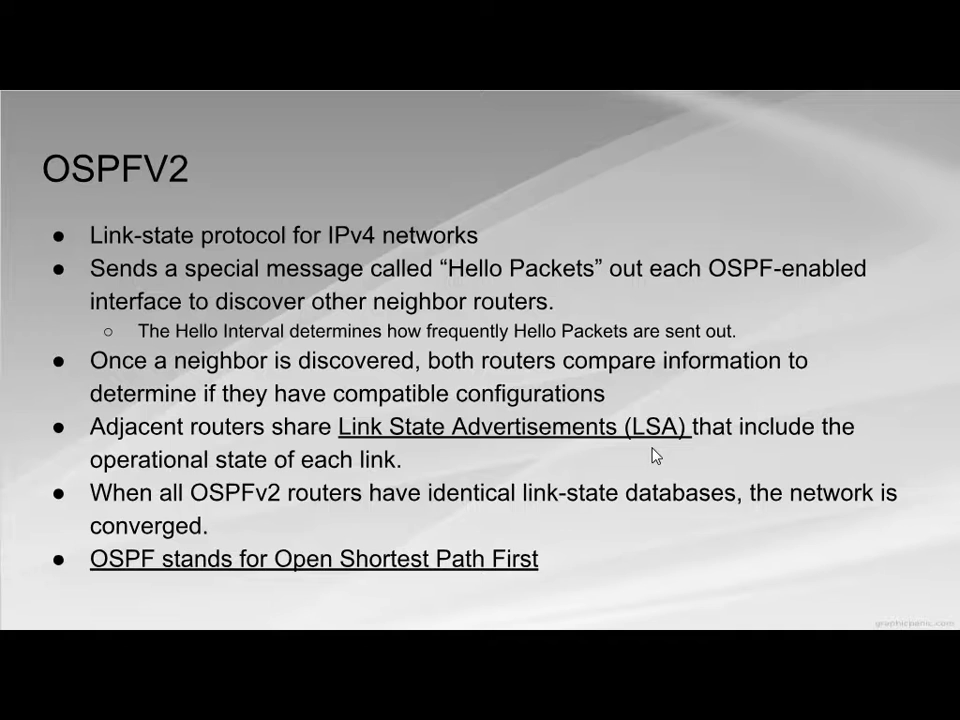 OSPFV2
● Link-state protocol for IPv4 networks
● Sends a special message called “Hello Packets” out each OSPF-enabled
interface to discover other neighbor routers.
○ The Hello Interval determines how frequently Hello Packets are sent out.
● Once a neighbor is discovered, both routers compare information to
determine if they have compatible configurations
● Adjacent routers share Link State Advertisements (LSA) that include the
operational state of each link.
● When all OSPFv2 routers have identical link-state databases, the network is
converged.
● OSPF stands for Open Shortest Path First
graphicpanic.com